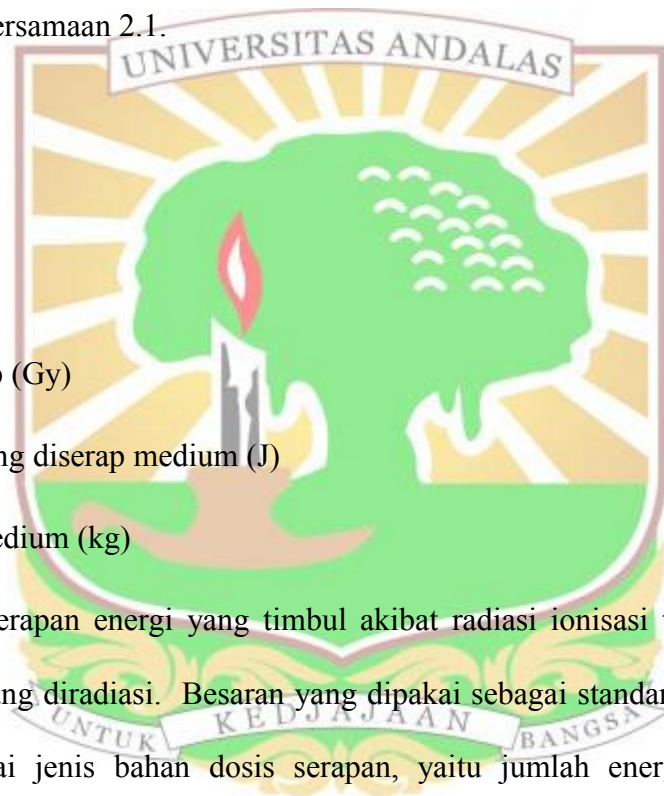 ersamaan 2.1.
UNIVERSITAS ANDALAS
(Gy)
ng diserap medium (J)
edium (kg)
erapan energi yang timbul akibat radiasi ionisasi
ng diradiasi. Besaran yang dipakai sebagai standar
ai jenis bahan dosis serapan, yaitu jumlah ener
UNTUK KEDJAJAAN BANGSA